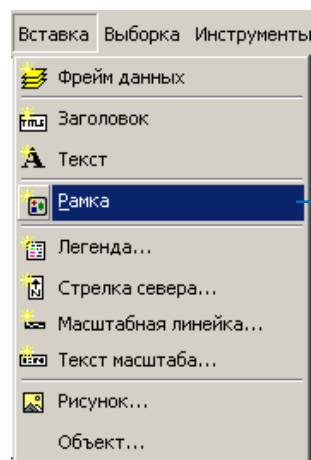 Вставка Выборка Инструменты
Фрейм данных
Заголовок
Текст
Рамка
Легенда...
Стрелка севера...
Масштабная линейка...
Текст масштаба...
Рисунок...
Объект...